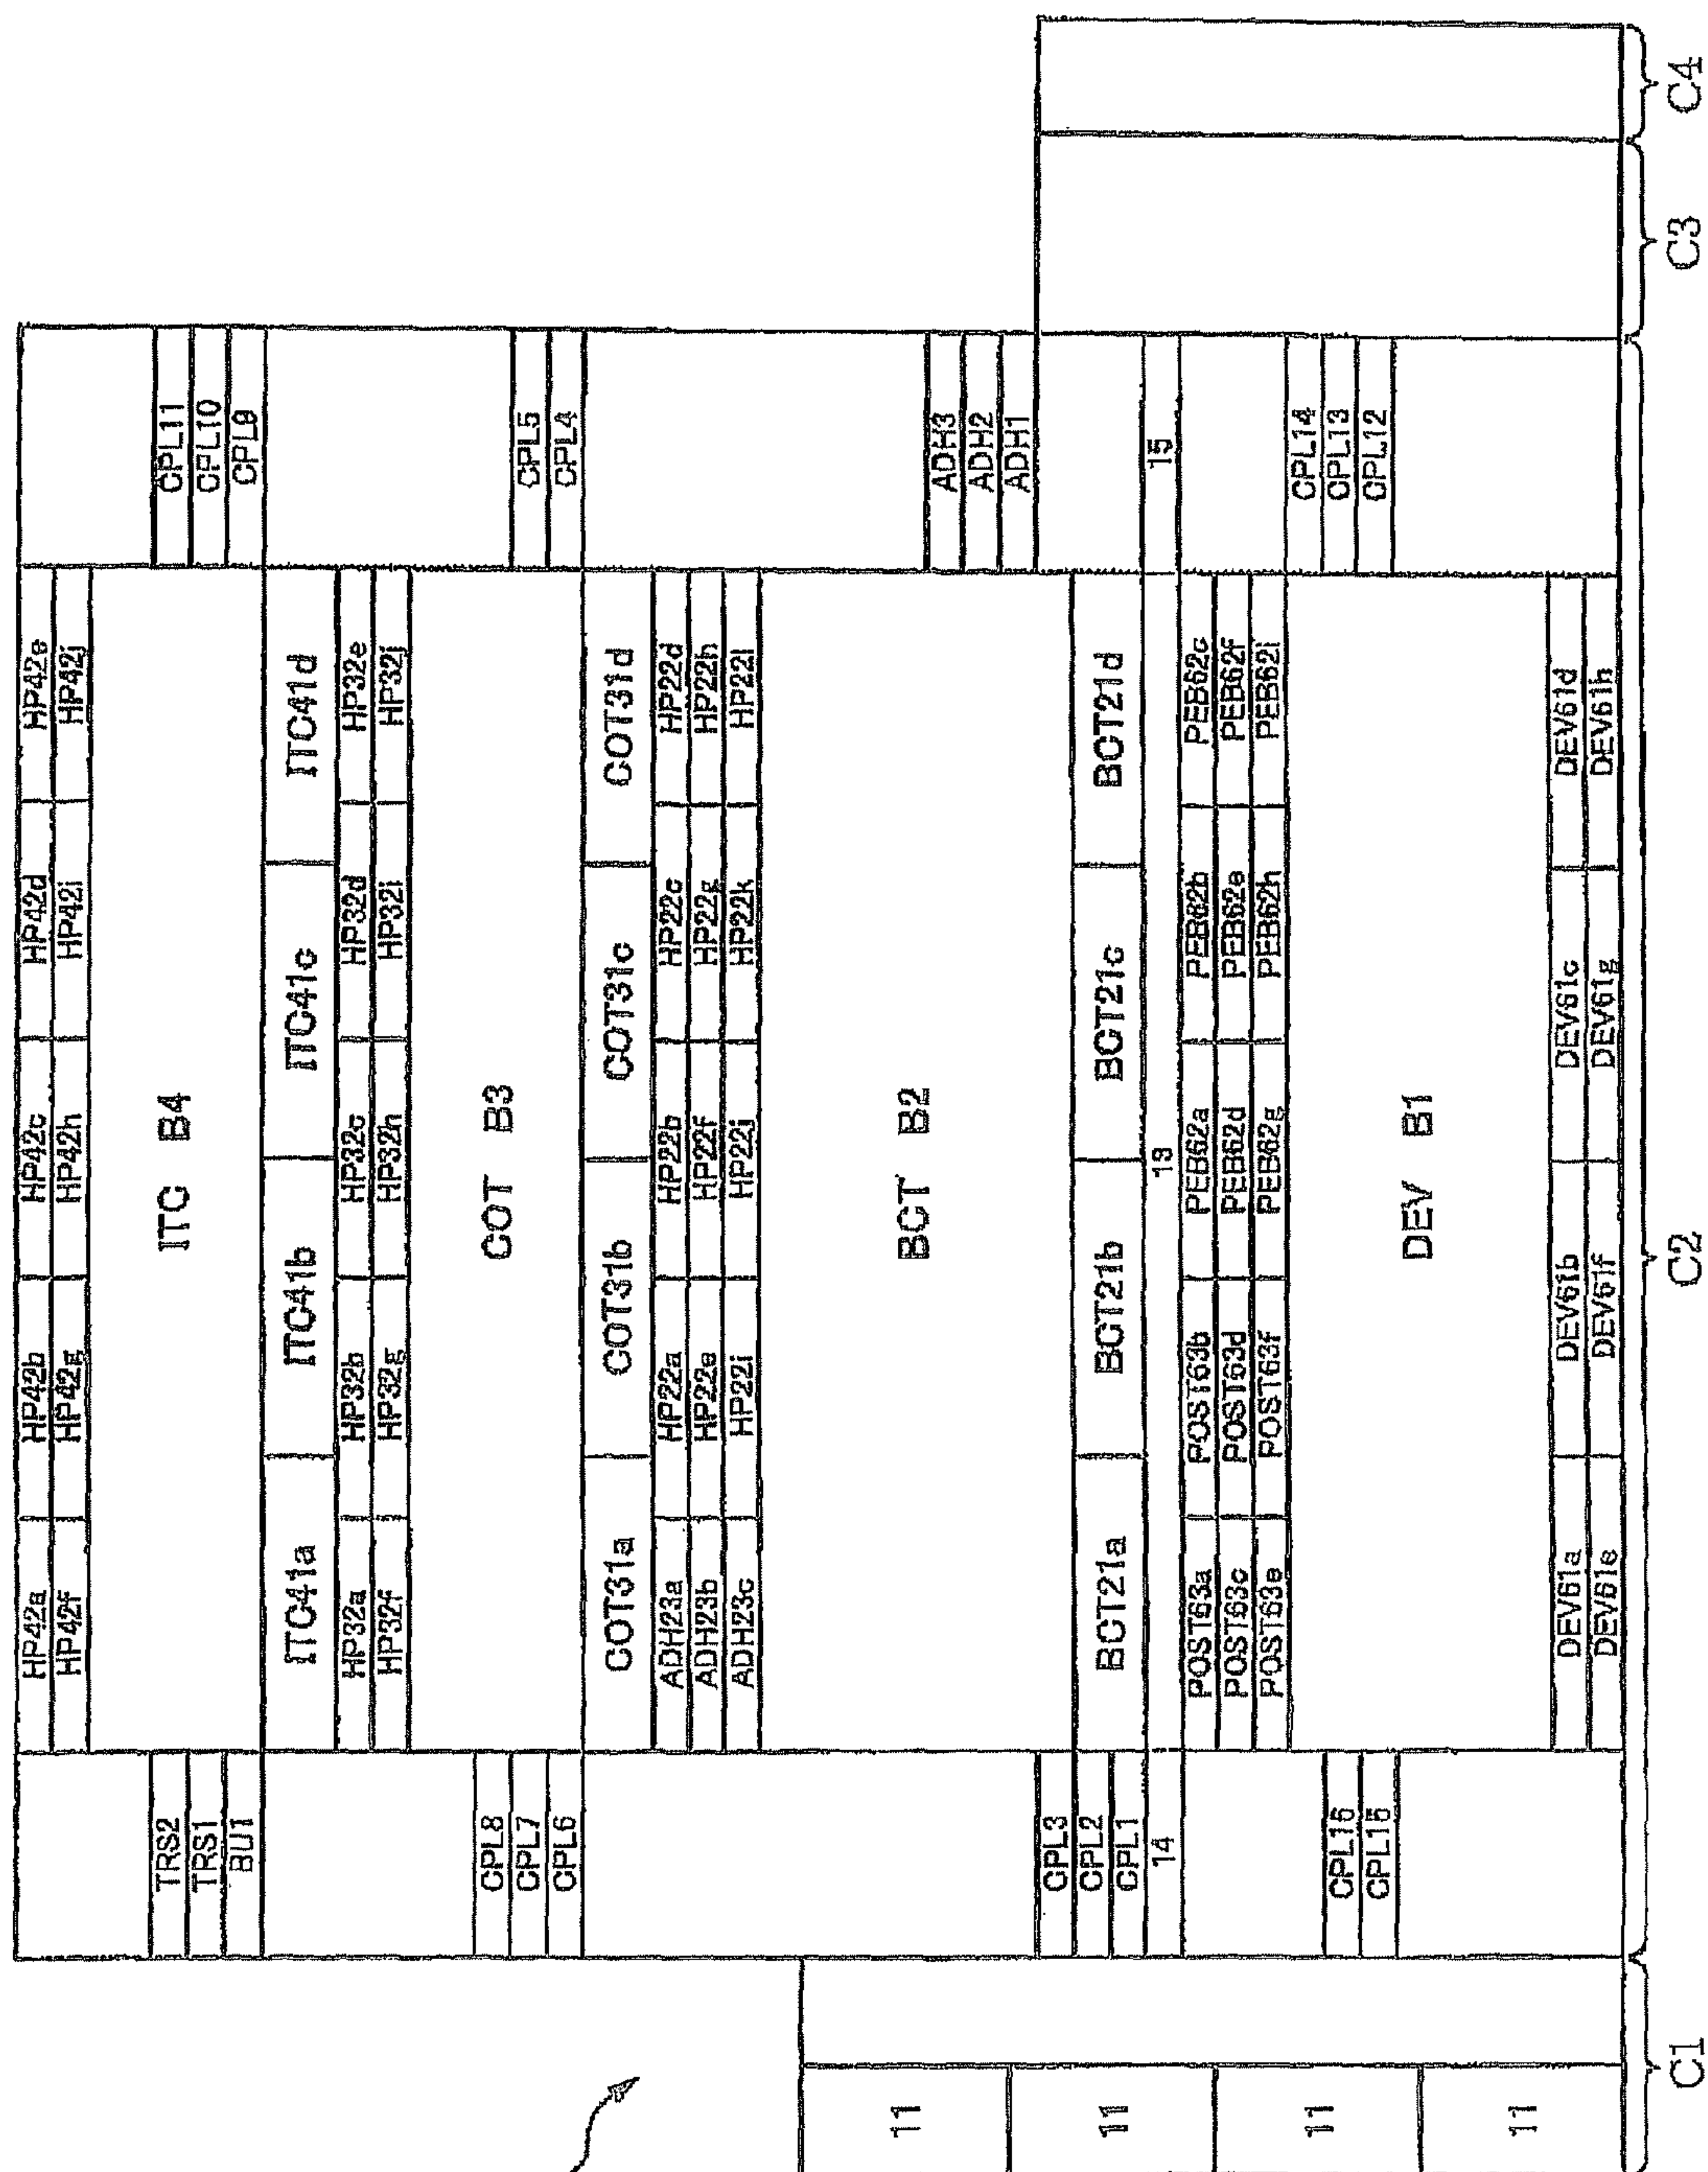 HP42a HP42b HP42c HP42d HP42e
HP42f HP42g HP42h HP42i HP42j
TRS2 ITC B4 CPL11
TRS1 CPL10
BU1 CPL9
ITC41a ITC41b ITC41c ITC41d
HP32a HP32b HP32c HP32d HP32e
HP32f HP32g HP32h HP32i HP32j
CPL8 COT B3
CPL7 CPL5
CPL6 CPL4
COT31a COT31b COT31c COT31d
ADH23a HP22a HP22b HP22c HP22d
ADH23b HP22e HP22f HP22g HP22h
ADH23c HP22i HP22j HP22k HP22l
11 BCT B2 ADH3
ADH2
ADH1
CPL3
CPL2 BCT21a BCT21b BCT21c BCT21d
11 CPL1
14 13 15
POST63a POST63b PEB62a PEB62b PEB62c
POST63c POST63d PEB62d PEB62e PEB62f
POST63e POST63f PEB62g PEB62h PEB62i
11 CPL14
CPL16 CPL13
CPL15 CPL12
DEV B1
11
DEV61a DEV61b DEV61c DEV61d
DEV61e DEV61f DEV61g DEV61h
C1 C2 C3 C4